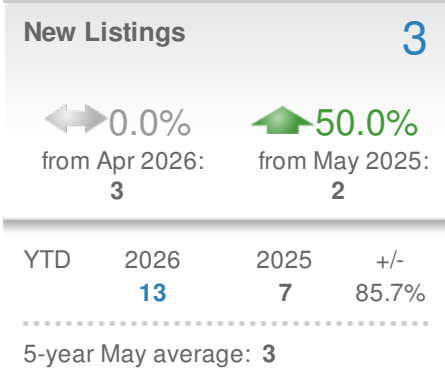 New Listings 3
0.0% 50.0%
from Apr 2026: from May 2025:
3 2
YTD 2026 2025 +/-
13 7 85.7%
5-year May average: 3